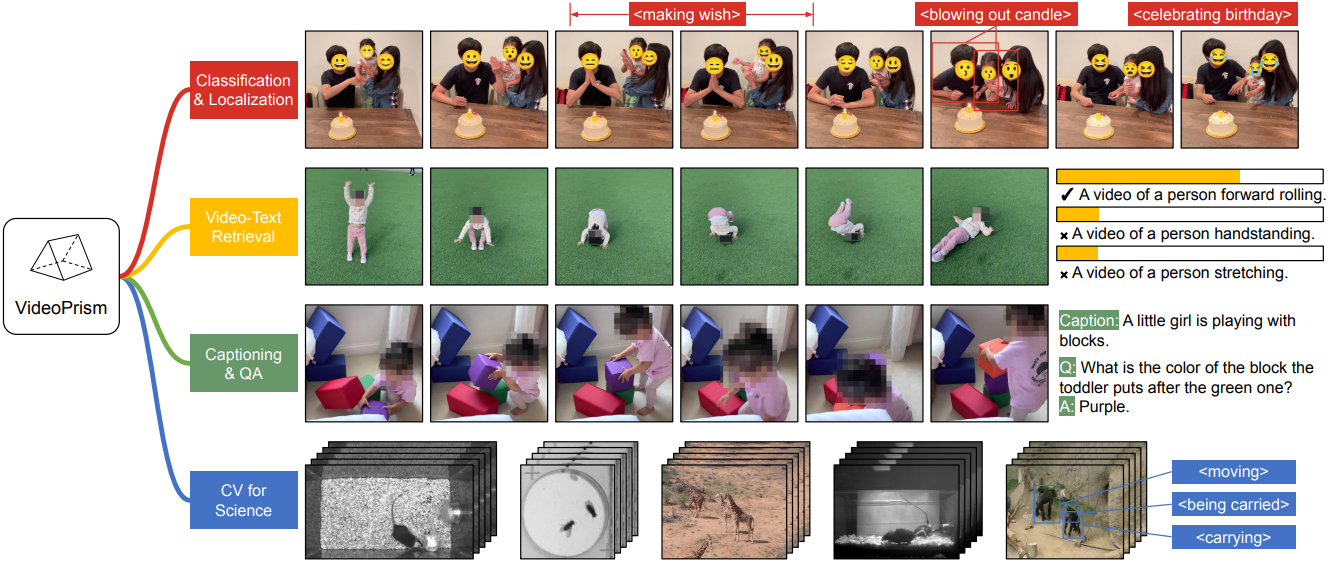 <making wish>
<blowing out candle>
<celebrating birthday>
Classification
& Localization
Video-Text
Retrieval
✓ A video of a person forward rolling.
× A video of a person handstanding.
× A video of a person stretching.
VideoPrism
Captioning
& QA
Caption: A little girl is playing with
blocks.
Q: What is the color of the block the
toddler puts after the green one?
A: Purple.
CV for
Science
<moving>
<being carried>
<carrying>